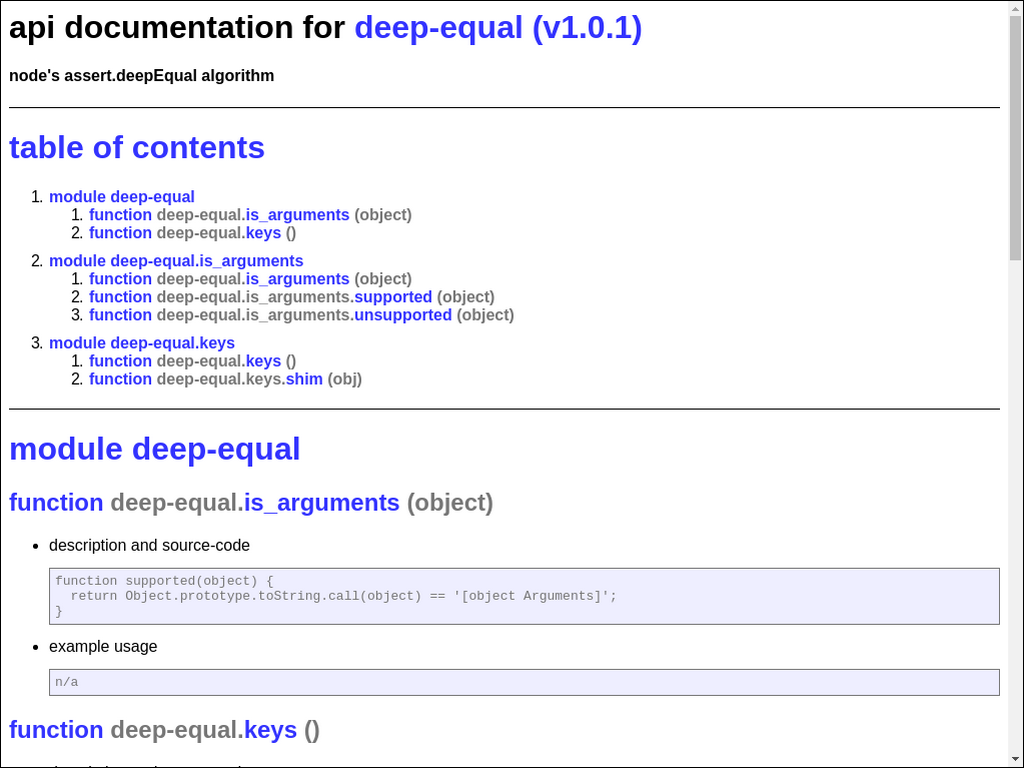 api documentation for deep-equal (v1.0.1)
node's assert.deepEqual algorithm
table of contents
1. module deep-equal
1. function deep-equal.is_arguments (object)
2. function deep-equal.keys ()
2. module deep-equal.is_arguments
1. function deep-equal.is_arguments (object)
2. function deep-equal.is_arguments.supported (object)
3. function deep-equal.is_arguments.unsupported (object)
3. module deep-equal.keys
1. function deep-equal.keys ()
2. function deep-equal.keys.shim (obj)
module deep-equal
function deep-equal.is_arguments (object)
• description and source-code
function supported(object) {
  return Object.prototype.toString.call(object) == '[object Arguments]';
}
• example usage
n/a
function deep-equal.keys ()